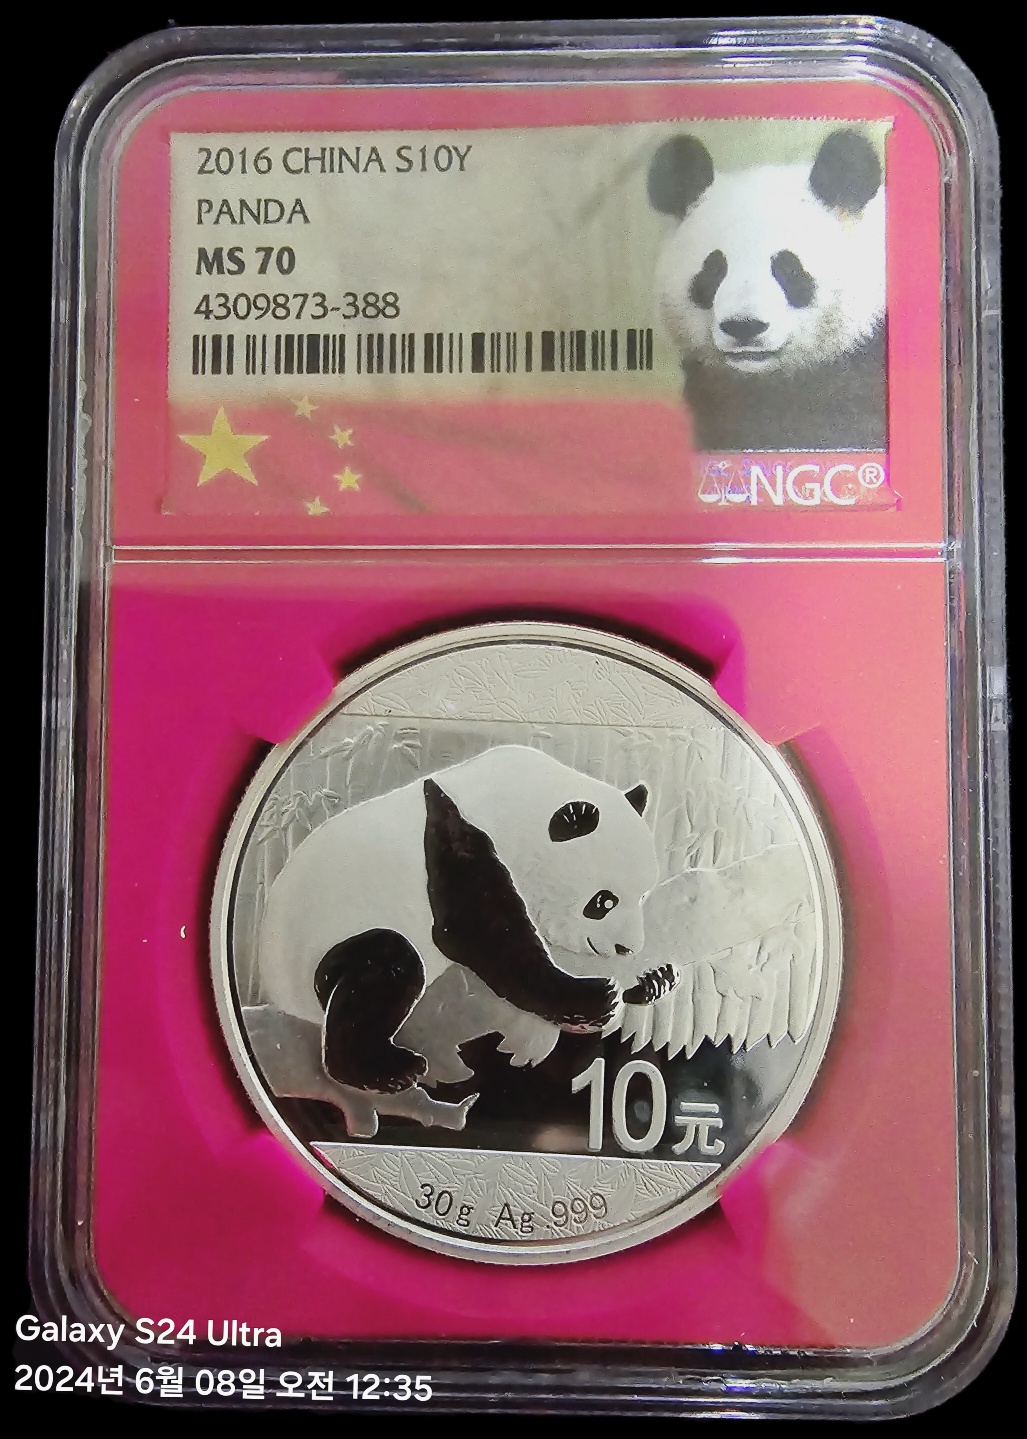 2016 CHINA S10Y
PANDA
MS 70
4309873-388
NGC®
10元
30g Ag .999
Galaxy S24 Ultra
2024년 6월 08일 오전 12:35